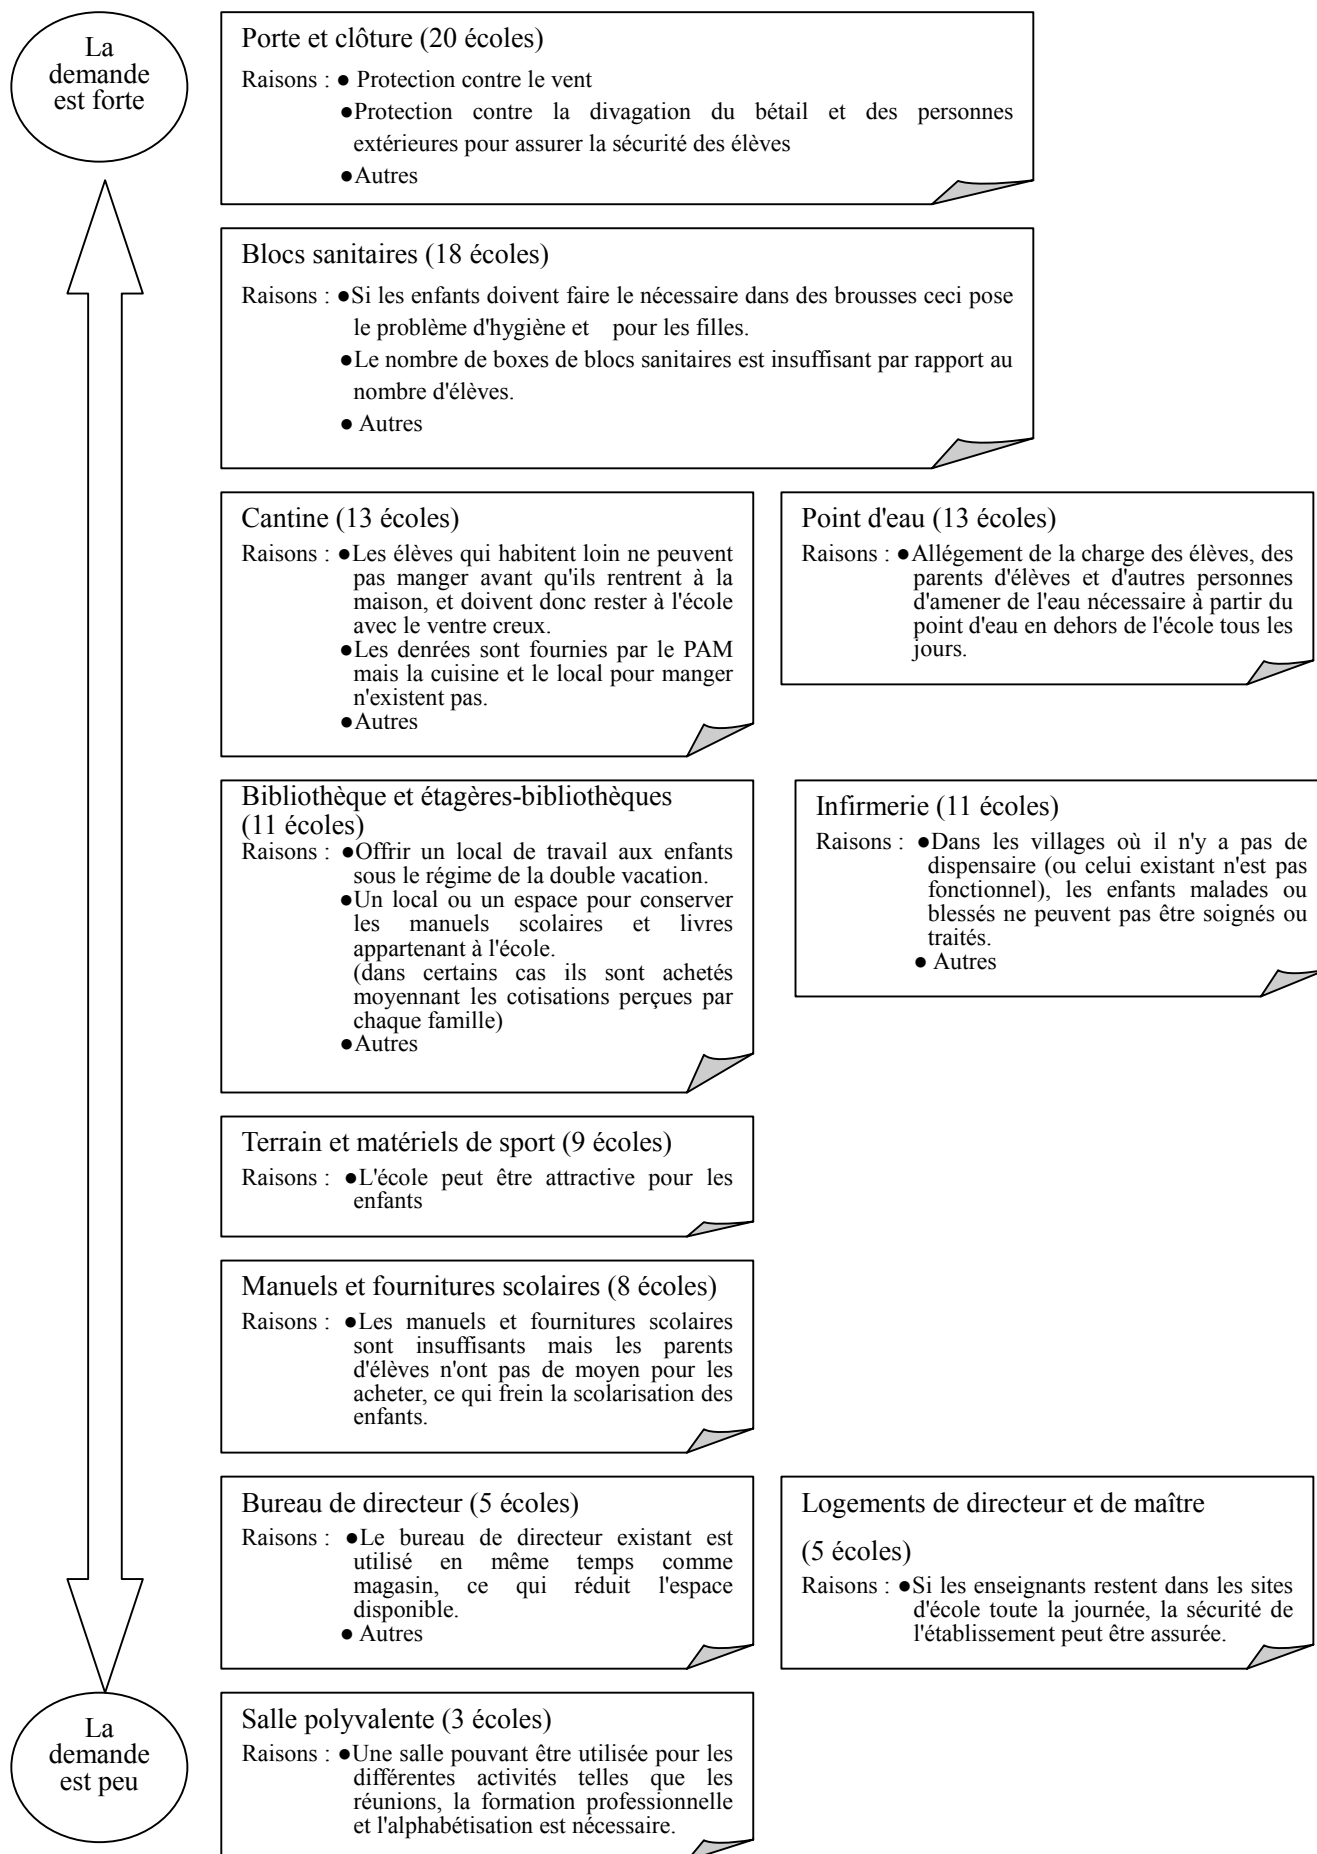 La
demande
est forte
Porte et clôture (20 écoles)
Raisons : ● Protection contre le vent
●Protection contre la divagation du bétail et des personnes
extérieures pour assurer la sécurité des élèves
●Autres
Blocs sanitaires (18 écoles)
Raisons : ●Si les enfants doivent faire le nécessaire dans des brousses ceci pose
le problème d'hygiène et pour les filles.
●Le nombre de boxes de blocs sanitaires est insuffisant par rapport au
nombre d'élèves.
● Autres
Cantine (13 écoles)
Raisons : ●Les élèves qui habitent loin ne peuvent
pas manger avant qu'ils rentrent à la
maison, et doivent donc rester à l'école
avec le ventre creux.
●Les denrées sont fournies par le PAM
mais la cuisine et le local pour manger
n'existent pas.
●Autres
Point d'eau (13 écoles)
Raisons : ●Allégement de la charge des élèves, des
parents d'élèves et d'autres personnes
d'amener de l'eau nécessaire à partir du
point d'eau en dehors de l'école tous les
jours.
Bibliothèque et étagères-bibliothèques
(11 écoles)
Raisons : ●Offrir un local de travail aux enfants
sous le régime de la double vacation.
●Un local ou un espace pour conserver
les manuels scolaires et livres
appartenant à l'école.
(dans certains cas ils sont achetés
moyennant les cotisations perçues par
chaque famille)
●Autres
Infirmerie (11 écoles)
Raisons : ●Dans les villages où il n'y a pas de
dispensaire (ou celui existant n'est pas
fonctionnel), les enfants malades ou
blessés ne peuvent pas être soignés ou
traités.
● Autres
Terrain et matériels de sport (9 écoles)
Raisons : ●L'école peut être attractive pour les
enfants
Manuels et fournitures scolaires (8 écoles)
Raisons : ●Les manuels et fournitures scolaires
sont insuffisants mais les parents
d'élèves n'ont pas de moyen pour les
acheter, ce qui frein la scolarisation des
enfants.
Bureau de directeur (5 écoles)
Raisons : ●Le bureau de directeur existant est
utilisé en même temps comme
magasin, ce qui réduit l'espace
disponible.
● Autres
Logements de directeur et de maître
(5 écoles)
Raisons : ●Si les enseignants restent dans les sites
d'école toute la journée, la sécurité de
l'établissement peut être assurée.
La
demande
est peu
Salle polyvalente (3 écoles)
Raisons : ●Une salle pouvant être utilisée pour les
différentes activités telles que les
réunions, la formation professionnelle
et l'alphabétisation est nécessaire.